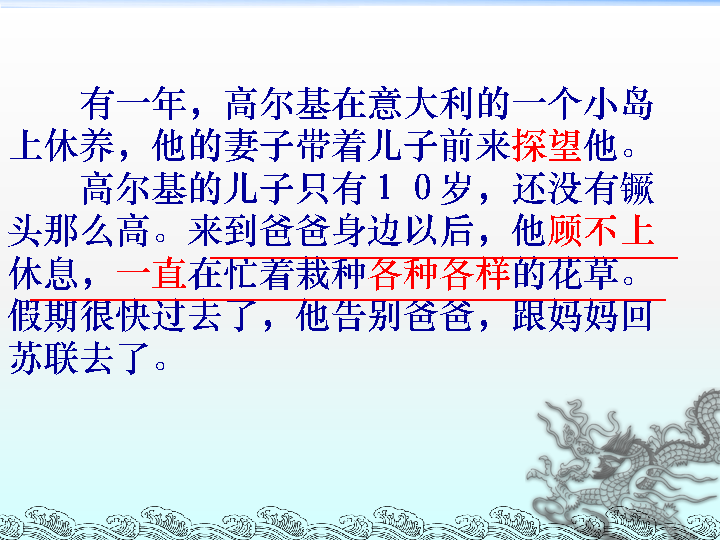 有一年，高尔基在意大利的一个小岛
上休养，他的妻子带着儿子前来探望他。
高尔基的儿子只有１０岁，还没有镢
头那么高。来到爸爸身边以后，他顾不上
休息，一直在忙着栽种各种各样的花草。
假期很快过去了，他告别爸爸，跟妈妈回
苏联去了。